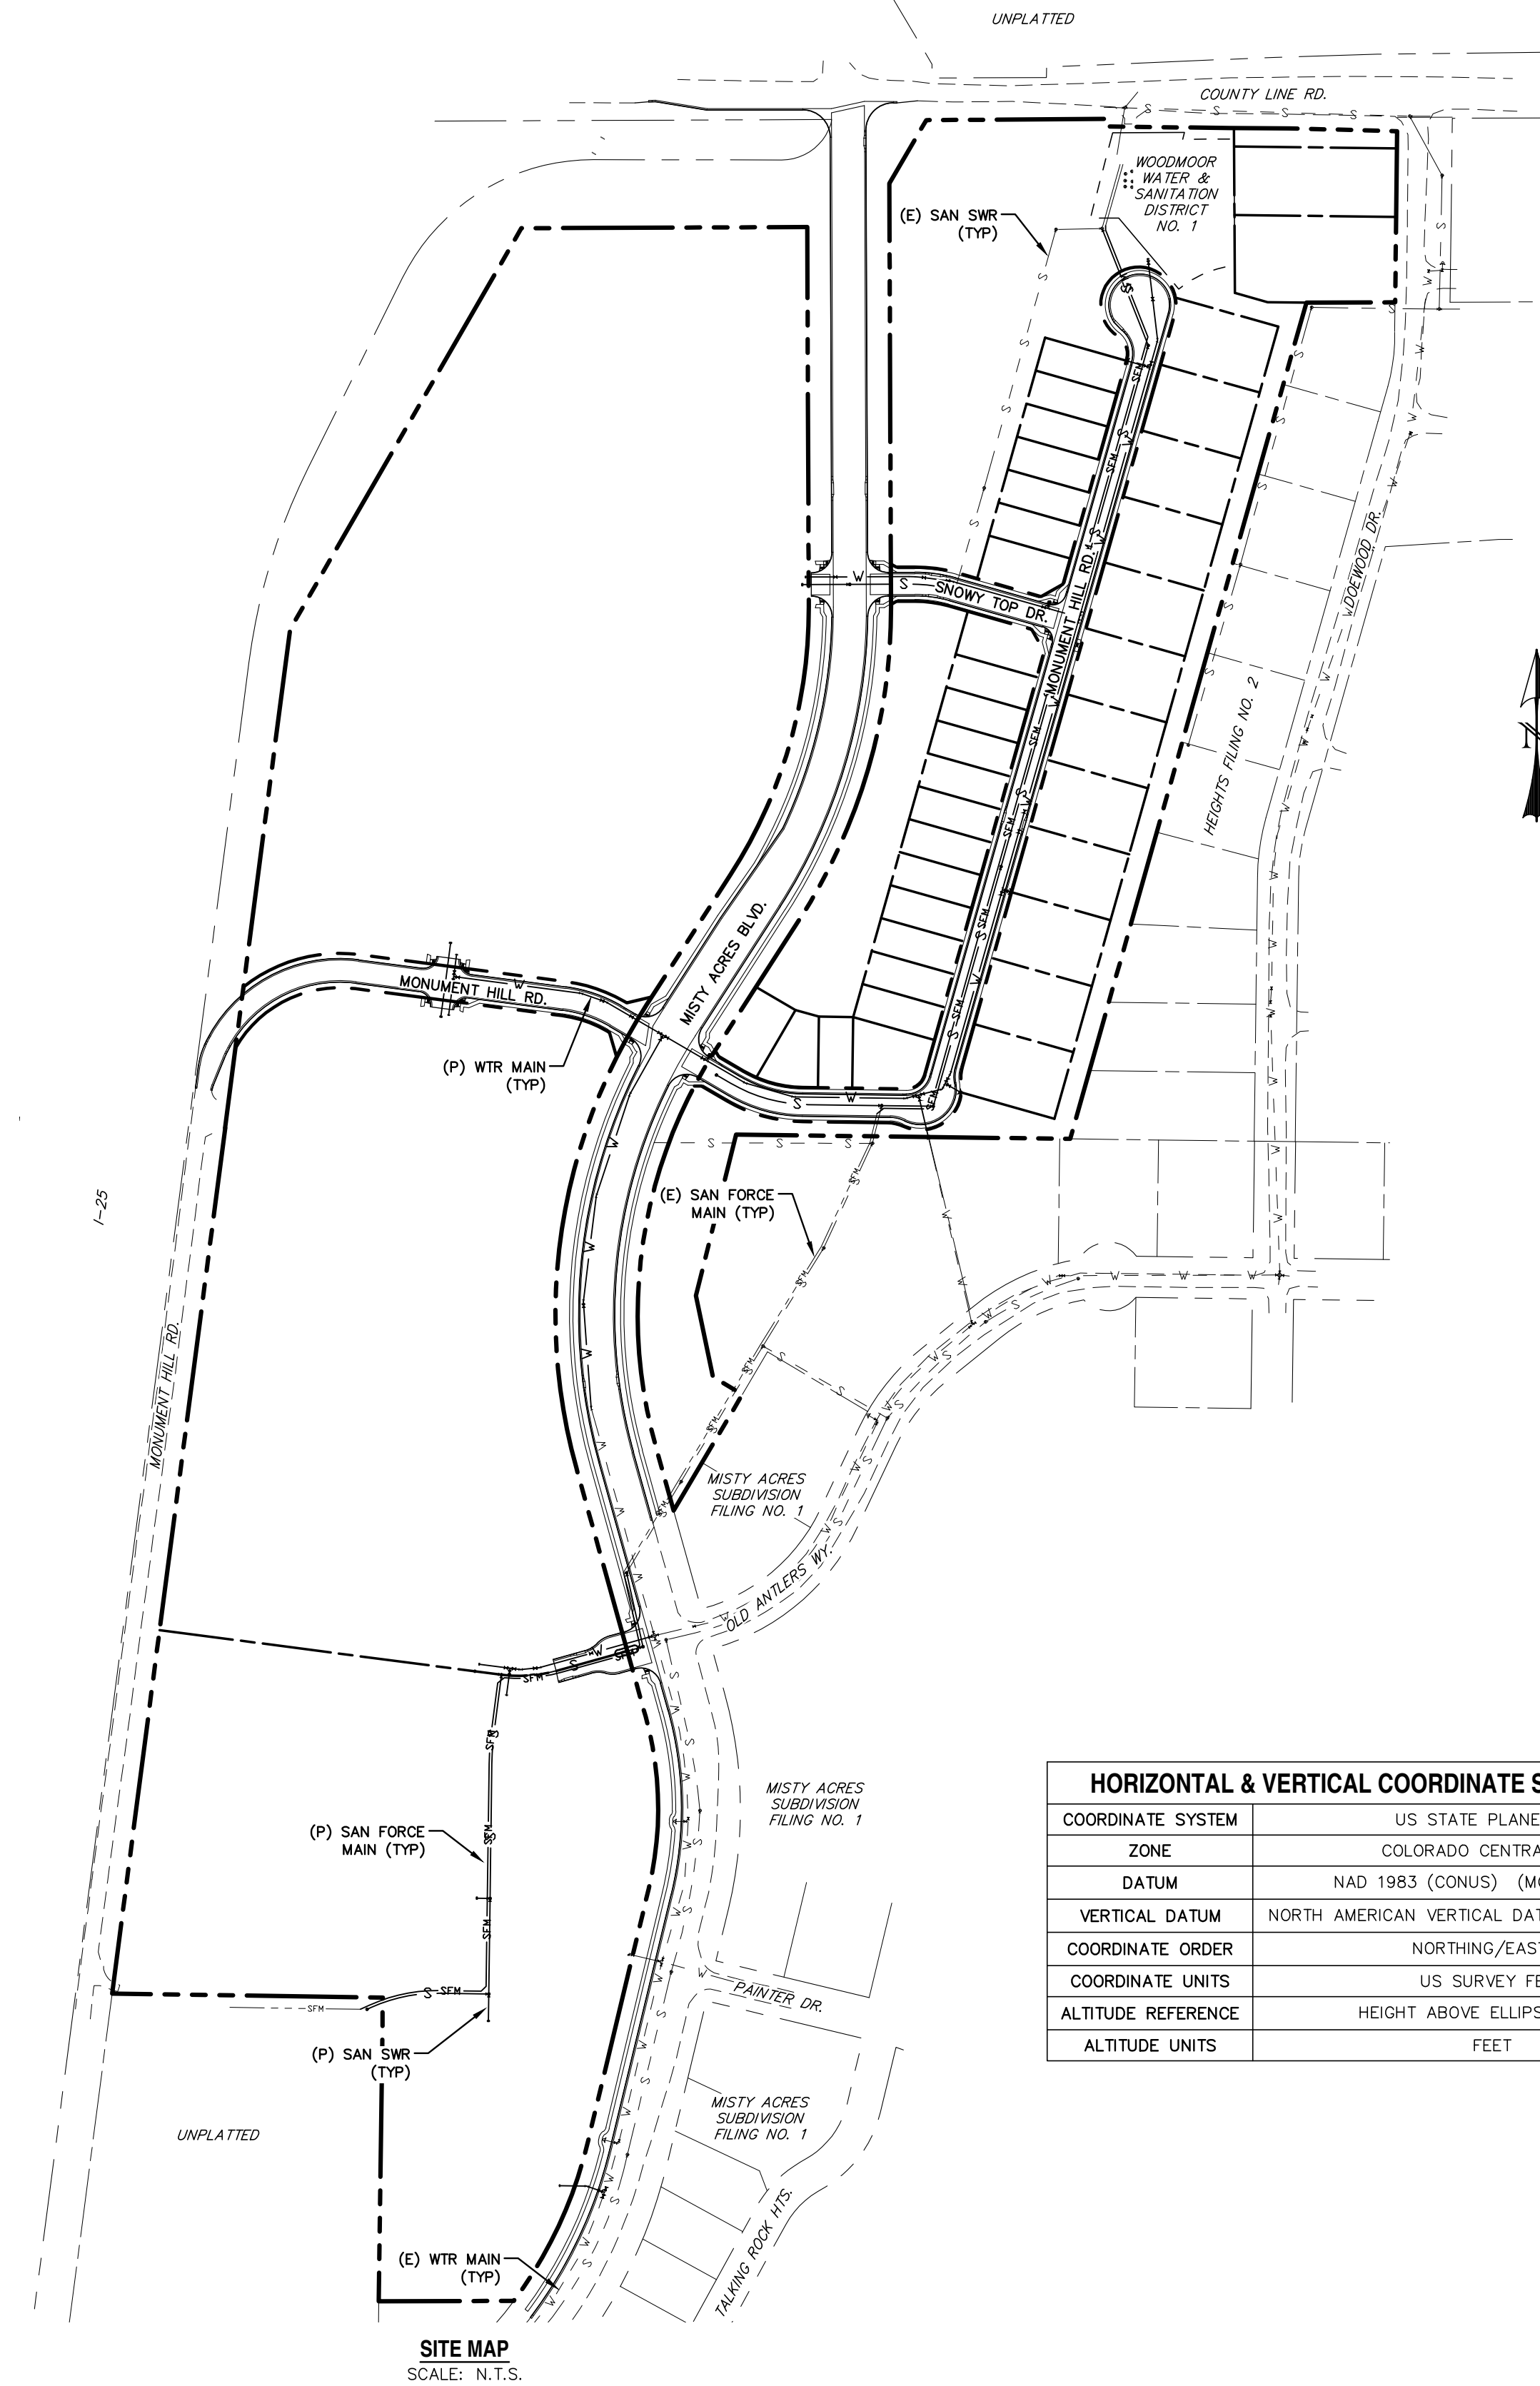 UNPLATTED
COUNTY LINE RD.
WOODMOOR
WATER &
SANITATION
DISTRICT
NO. 1
(E) SAN SWR
(TYP)
DOEWOOD DR.
SNOWY TOP DR.
MONUMENT HILL RD.
HEIGHTS FILING NO. 2
MISTY ACRES BLVD.
MONUMENT HILL RD.
(P) WTR MAIN
(TYP)
N
I-25
(E) SAN FORCE
MAIN (TYP)
MONUMENT HILL RD.
MISTY ACRES
SUBDIVISION
FILING NO. 1
OLD ANTLERS WY.
MISTY ACRES
SUBDIVISION
FILING NO. 1
(P) SAN FORCE
MAIN (TYP)
PAINTER DR.
(P) SAN SWR
(TYP)
MISTY ACRES
SUBDIVISION
FILING NO. 1
UNPLATTED
TALKING ROCK HTS.
(E) WTR MAIN
(TYP)
SITE MAP
SCALE: N.T.S.
HORIZONTAL & VERTICAL COORDINATE S
COORDINATE SYSTEM US STATE PLANE
ZONE COLORADO CENTRA
DATUM NAD 1983 (CONUS) (M
VERTICAL DATUM NORTH AMERICAN VERTICAL DAT
COORDINATE ORDER NORTHING/EAST
COORDINATE UNITS US SURVEY FE
ALTITUDE REFERENCE HEIGHT ABOVE ELLIPS
ALTITUDE UNITS FEET